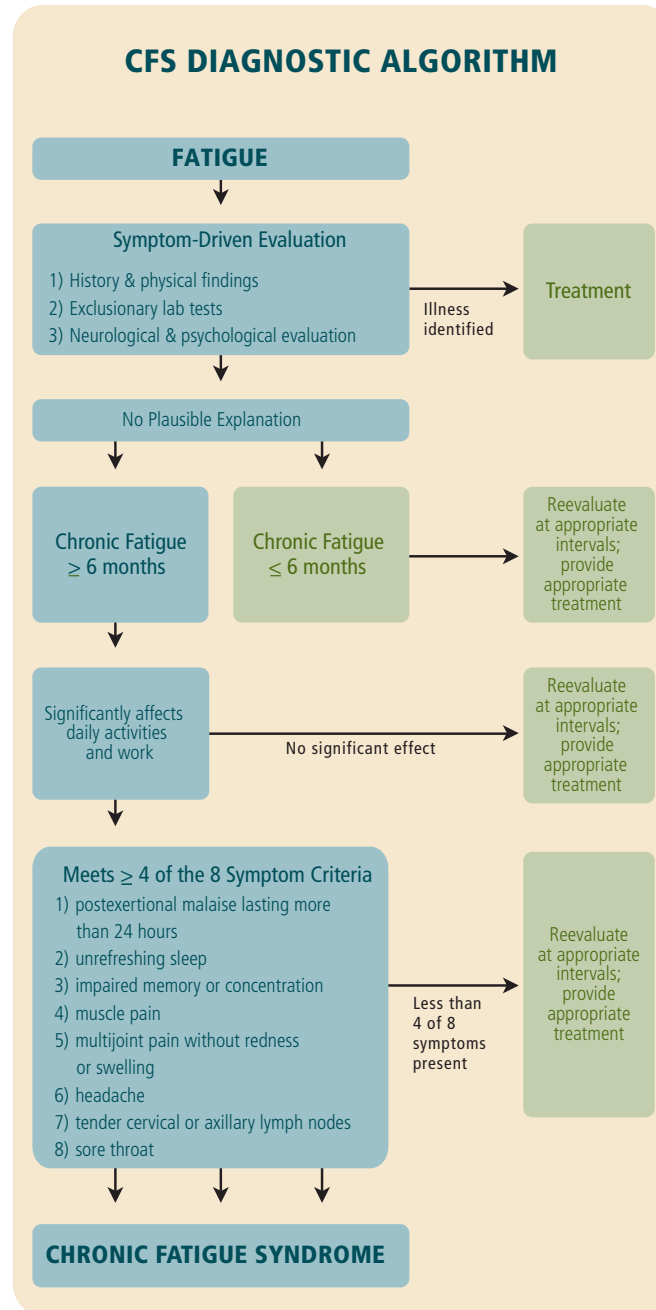 CFS DIAGNOSTIC ALGORITHM
FATIGUE
Symptom-Driven Evaluation
1) History & physical findings
2) Exclusionary lab tests
3) Neurological & psychological evaluation
Illness
identified
Treatment
No Plausible Explanation
Chronic Fatigue
≥ 6 months
Chronic Fatigue
≤ 6 months
Reevaluate
at appropriate
intervals;
provide
appropriate
treatment
Significantly affects
daily activities
and work
No significant effect
Reevaluate
at appropriate
intervals;
provide
appropriate
treatment
Meets ≥ 4 of the 8 Symptom Criteria
1) postexertional malaise lasting more
than 24 hours
2) unrefreshing sleep
3) impaired memory or concentration
4) muscle pain
5) multijoint pain without redness
or swelling
6) headache
7) tender cervical or axillary lymph nodes
8) sore throat
Less than
4 of 8
symptoms
present
Reevaluate
at appropriate
intervals;
provide
appropriate
treatment
CHRONIC FATIGUE SYNDROME